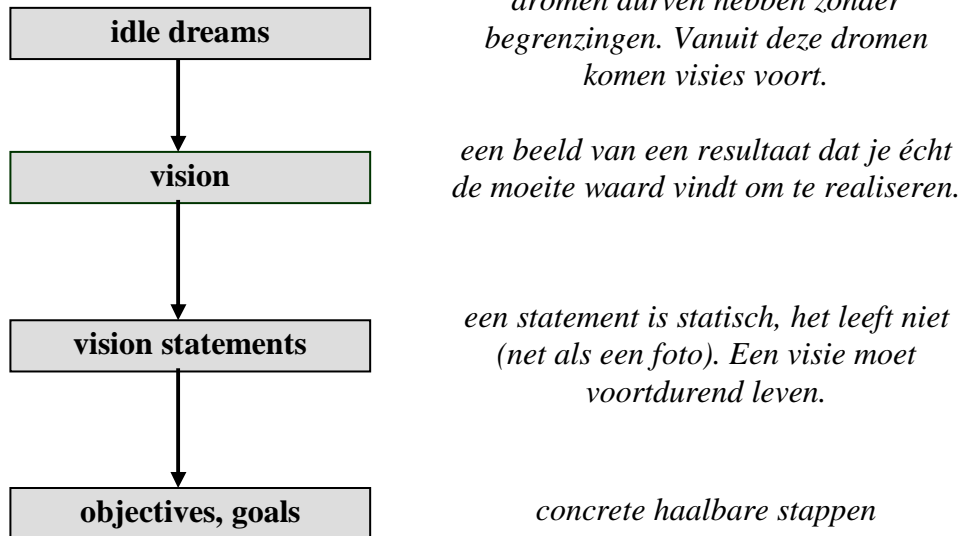 dromen durven hebben zonder
idle dreams
begrenzingen. Vanuit deze dromen
komen visies voort.
een beeld van een resultaat dat je écht
vision
de moeite waard vindt om te realiseren.
een statement is statisch, het leeft niet
vision statements
(net als een foto). Een visie moet
voortdurend leven.
objectives, goals
concrete haalbare stappen